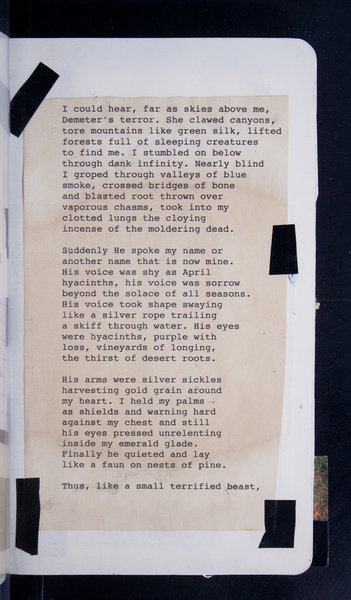 I could hear, far as skies above me,
Demeter's terror. She clawed canyons,
tore mountains like green silk, lifted
forests full of sleeping creatures
to find me. I stumbled on below
through dank infinity. Nearly blind
I groped through valleys of blue
smoke, crossed bridges of bone
and blasted root thrown over
vaporous chasms, took into my
clotted lungs the cloying
incense of the moldering dead.
Suddenly He spoke my name or
another name that is now mine.
His voice was shy as April
hyacinths, his voice was sorrow
beyond the solace of all seasons.
His voice took shape swaying
like a silver rope trailing
a skiff through water. His eyes
were hyacinths, purple with
loss, vineyards of longing,
the thirst of desert roots.
His arms were silver sickles
harvesting gold grain around
my heart. I held my palms
as shields and warning hard
against my chest and still
his eyes pressed unrelenting
inside my emerald glade.
Finally he quieted and lay
like a faun on nests of pine.
Thus, like a small terrified beast,